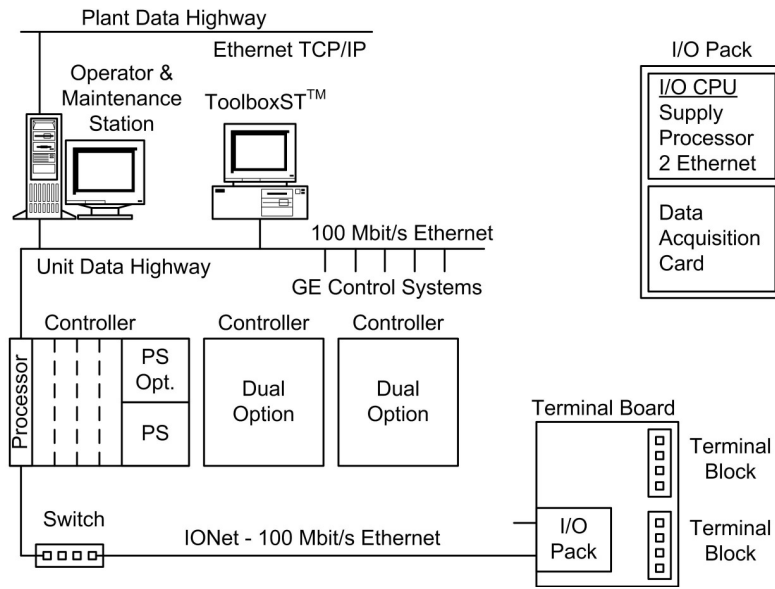 Plant Data Highway
Ethernet TCP/IP
Operator &
Maintenance
Station
ToolboxST™
I/O Pack
I/O CPU
Supply
Processor
2 Ethernet
Data
Acquisition
Card
100 Mbit/s Ethernet
Unit Data Highway
GE Control Systems
Controller
Controller
Controller
Processor
PS
Opt.
PS
Dual
Option
Dual
Option
Terminal Board
Terminal
Block
Terminal
Block
I/O
Pack
Switch
IONet - 100 Mbit/s Ethernet